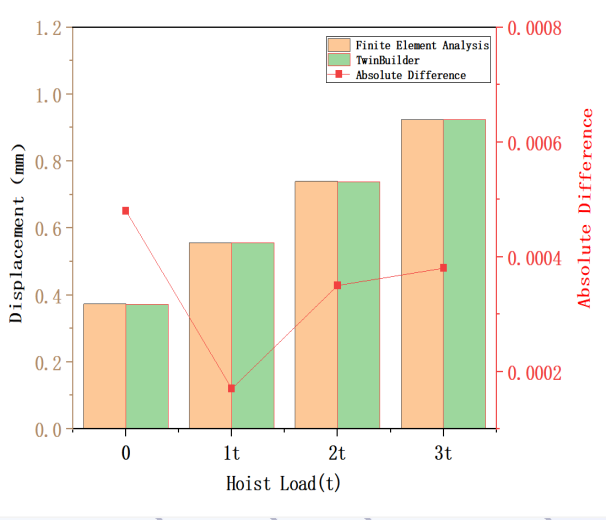 1.2
1.0
0.8
0.6
0.4
0.2
0.0
Displacement (mm)
Finite Element Analysis
TwinBuilder
Absolute Difference
0.0008
0.0006
0.0004
0.0002
Absolute Difference
0 1t 2t 3t
Hoist Load(t)